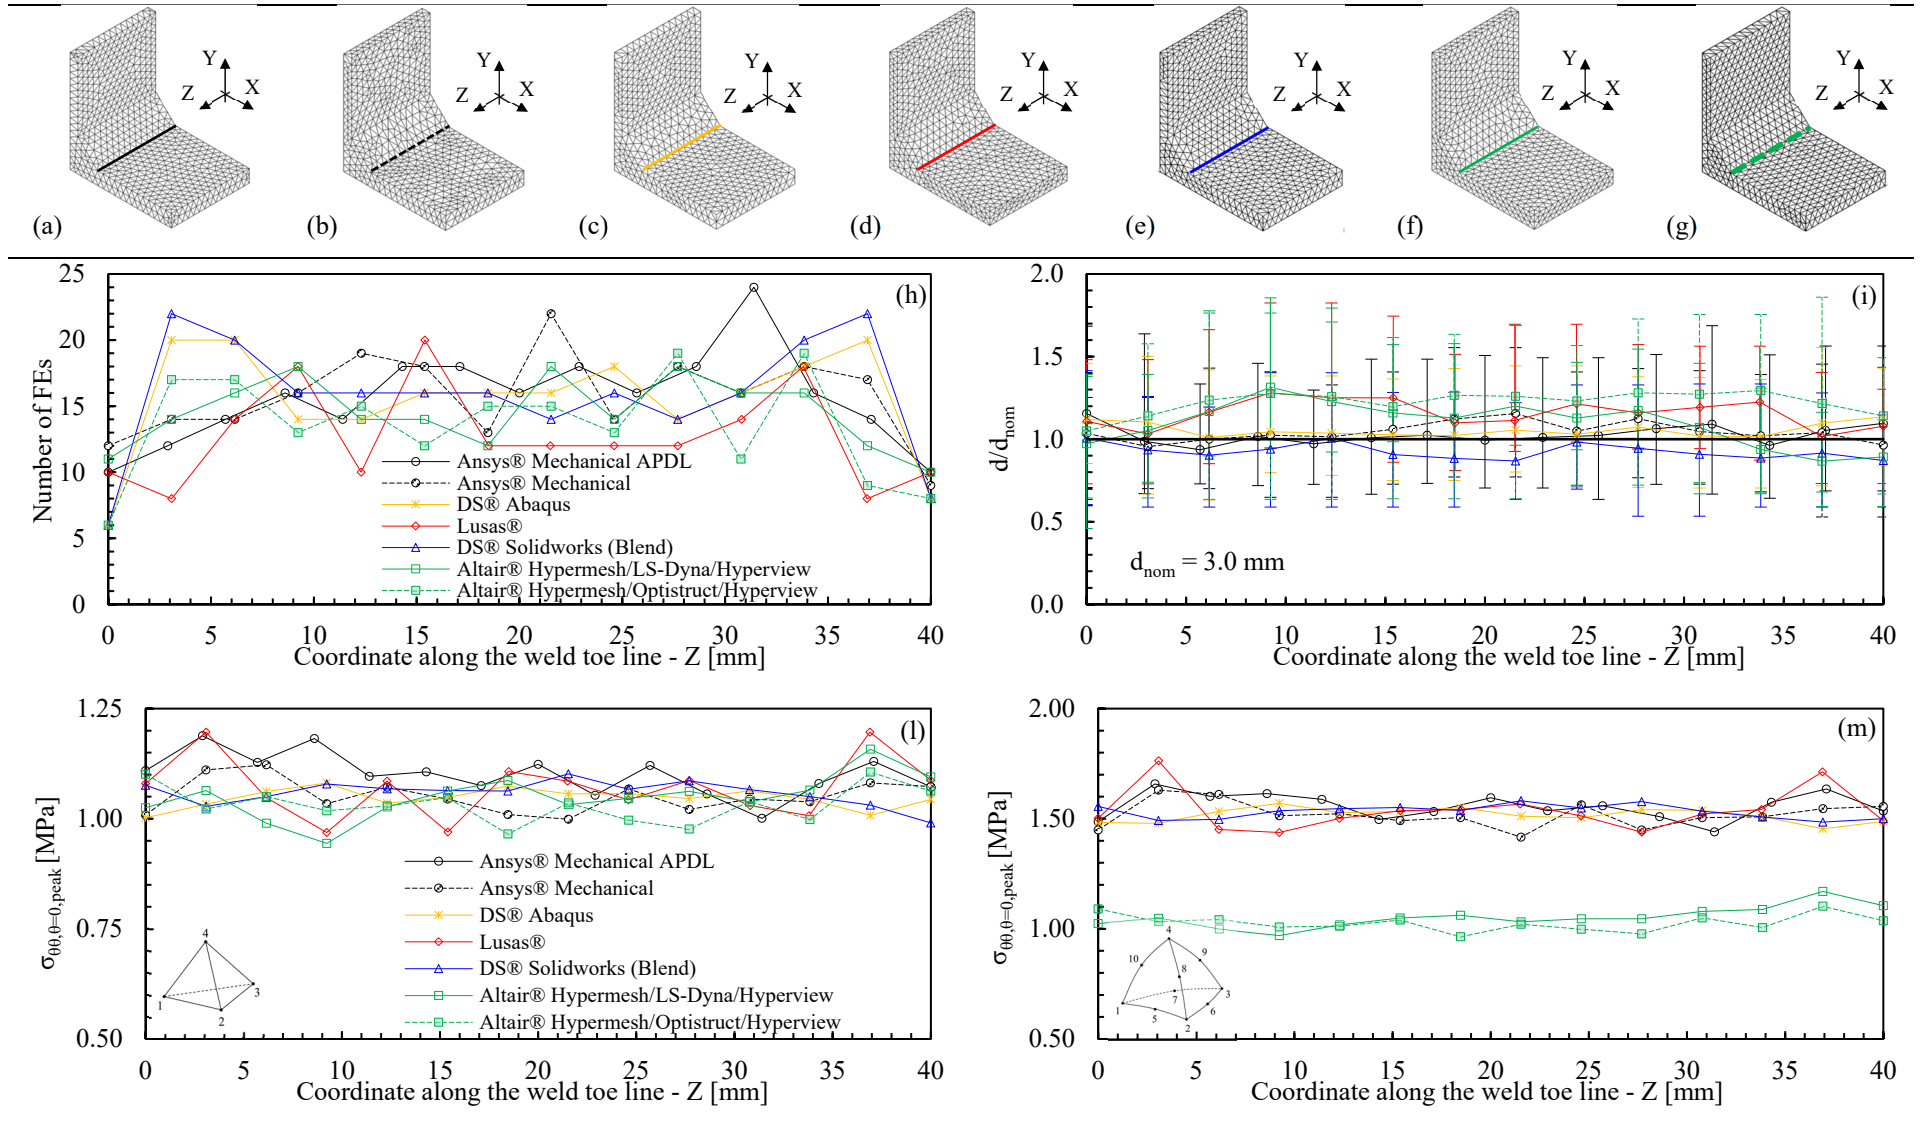 Y Z X Y Z X Y Z X Y Z X Y Z X Y Z X Y Z X
(a) (b) (c) (d) (e) (f) (g)
(h)
25
20
15
10
5
0
Number of FEs
Ansys® Mechanical APDL
Ansys® Mechanical
DS® Abaqus
Lusas®
DS® Solidworks (Blend)
Altair® Hypermesh/LS-Dyna/Hyperview
Altair® Hypermesh/Optistruct/Hyperview
0 5 10 15 20 25 30 35 40
Coordinate along the weld toe line - Z [mm]
(i)
2.0
1.5
1.0
0.5
0.0
d/dnom
dnom = 3.0 mm
0 5 10 15 20 25 30 35 40
Coordinate along the weld toe line - Z [mm]
(l)
1.25
1.00
0.75
0.50
σθθ,θ=0,peak [MPa]
Ansys® Mechanical APDL
Ansys® Mechanical
DS® Abaqus
Lusas®
DS® Solidworks (Blend)
Altair® Hypermesh/LS-Dyna/Hyperview
Altair® Hypermesh/Optistruct/Hyperview
4
3
1
2
0 5 10 15 20 25 30 35 40
Coordinate along the weld toe line - Z [mm]
(m)
2.00
1.50
1.00
0.50
σθθ,θ=0,peak [MPa]
4
9
10
8
7 3
1 5 6
2
0 5 10 15 20 25 30 35 40
Coordinate along the weld toe line - Z [mm]